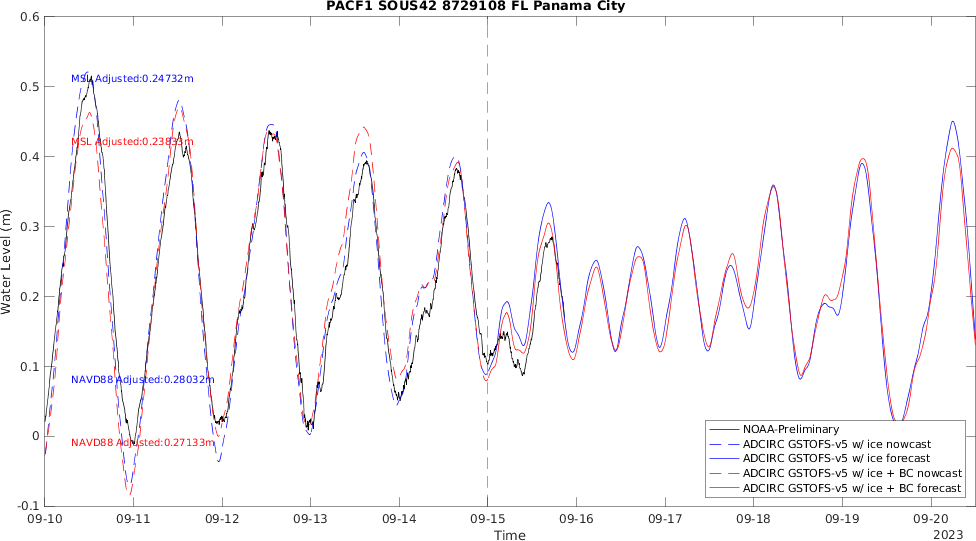 PACF1 SOUS42 8729108 FL Panama City
0.6
0.5
0.4
0.3
0.2
0.1
0
-0.1
Water Level (m)
MSL Adjusted:0.24732m
MSL Adjusted:0.23833m
NAVD88 Adjusted:0.28032m
NAVD88 Adjusted:0.27133m
NOAA-Preliminary
ADCIRC GSTOFS-v5 w/ ice nowcast
ADCIRC GSTOFS-v5 w/ ice forecast
ADCIRC GSTOFS-v5 w/ ice + BC nowcast
ADCIRC GSTOFS-v5 w/ ice + BC forecast
09-10 09-11 09-12 09-13 09-14 09-15 09-16 09-17 09-18 09-19 09-20
Time
2023